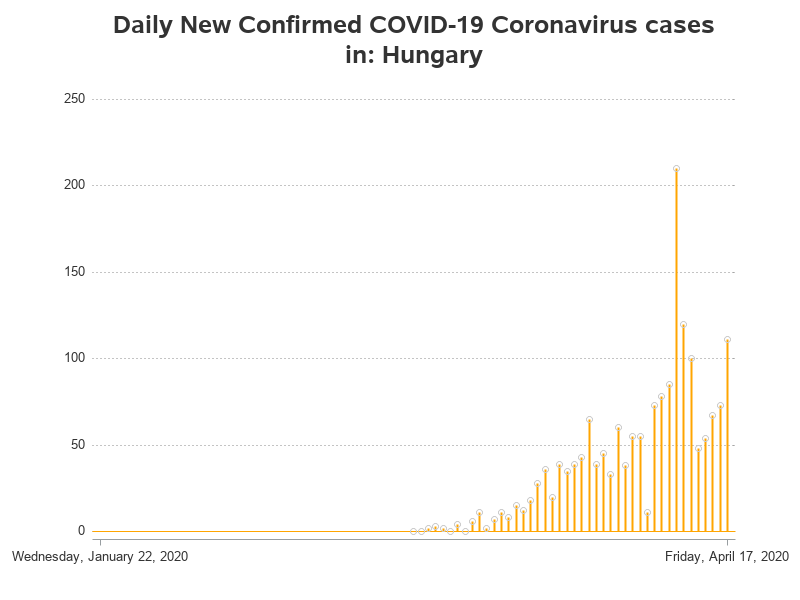 Daily New Confirmed COVID-19 Coronavirus cases
in: Hungary
250
200
150
100
50
0
Wednesday, January 22, 2020 Friday, April 17, 2020